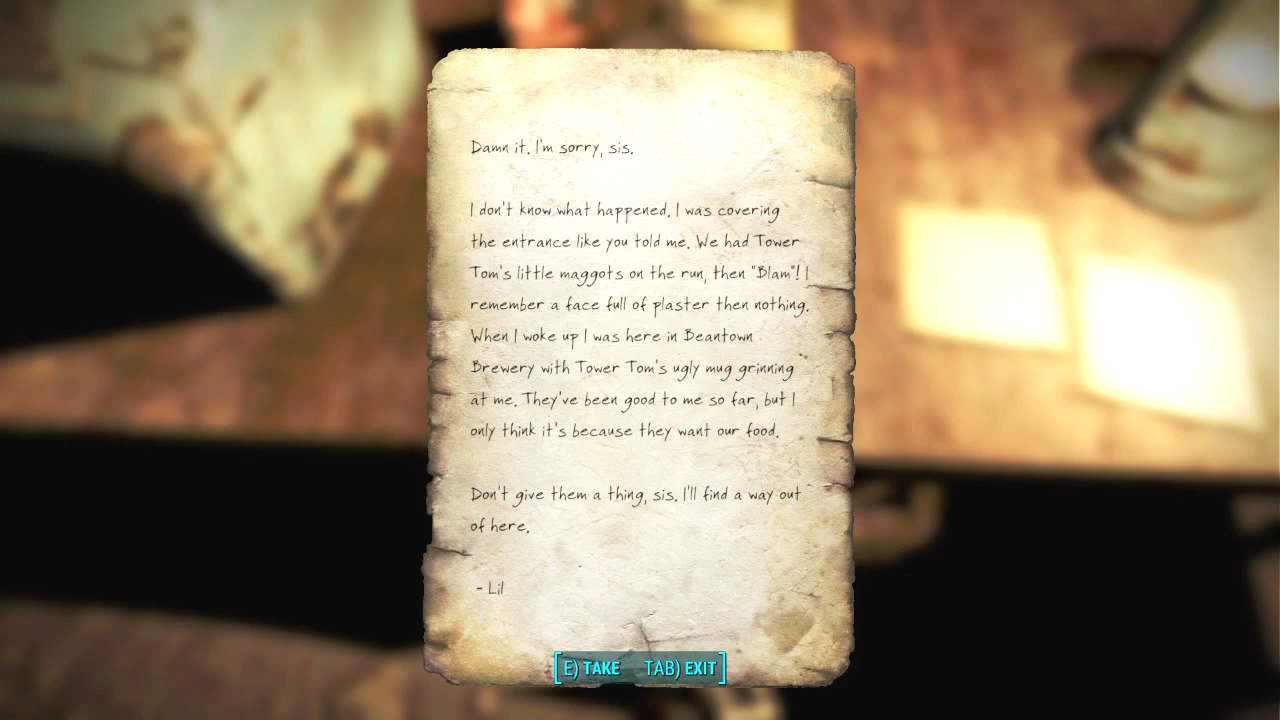 Damn it. I'm sorry, sis.
I don't know what happened. I was covering
the entrance like you told me. We had Tower
Tom's little maggots on the run, then "Blam"! I
remember a face full of plaster then nothing.
When I woke up I was here in Beantown
Brewery with Tower Tom's ugly mug grinning
at me. They've been good to me so far, but I
only think it's because they want our food.
Don't give them a thing, sis. I'll find a way out
of here.
- Lil
E) TAKE TAB) EXIT